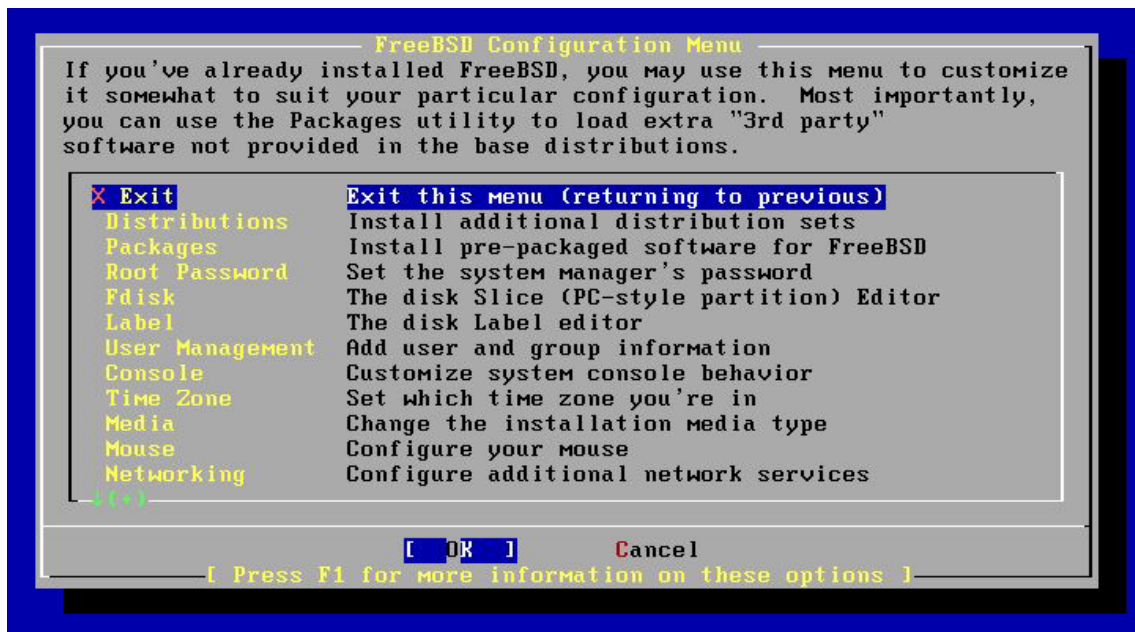 FreeBSD Configuration Menu
If you've already installed FreeBSD, you may use this menu to customize
it somewhat to suit your particular configuration.  Most importantly,
you can use the Packages utility to load extra "3rd party"
software not provided in the base distributions.
X Exit Exit this menu (returning to previous)
Distributions Install additional distribution sets
Packages Install pre-packaged software for FreeBSD
Root Password Set the system manager's password
Fdisk The disk Slice (PC-style partition) Editor
Label The disk Label editor
User Management Add user and group information
Console Customize system console behavior
Time Zone Set which time zone you're in
Media Change the installation media type
Mouse Configure your mouse
Networking Configure additional network services
↓(+)
[ OK ] Cancel
[ Press F1 for more information on these options ]